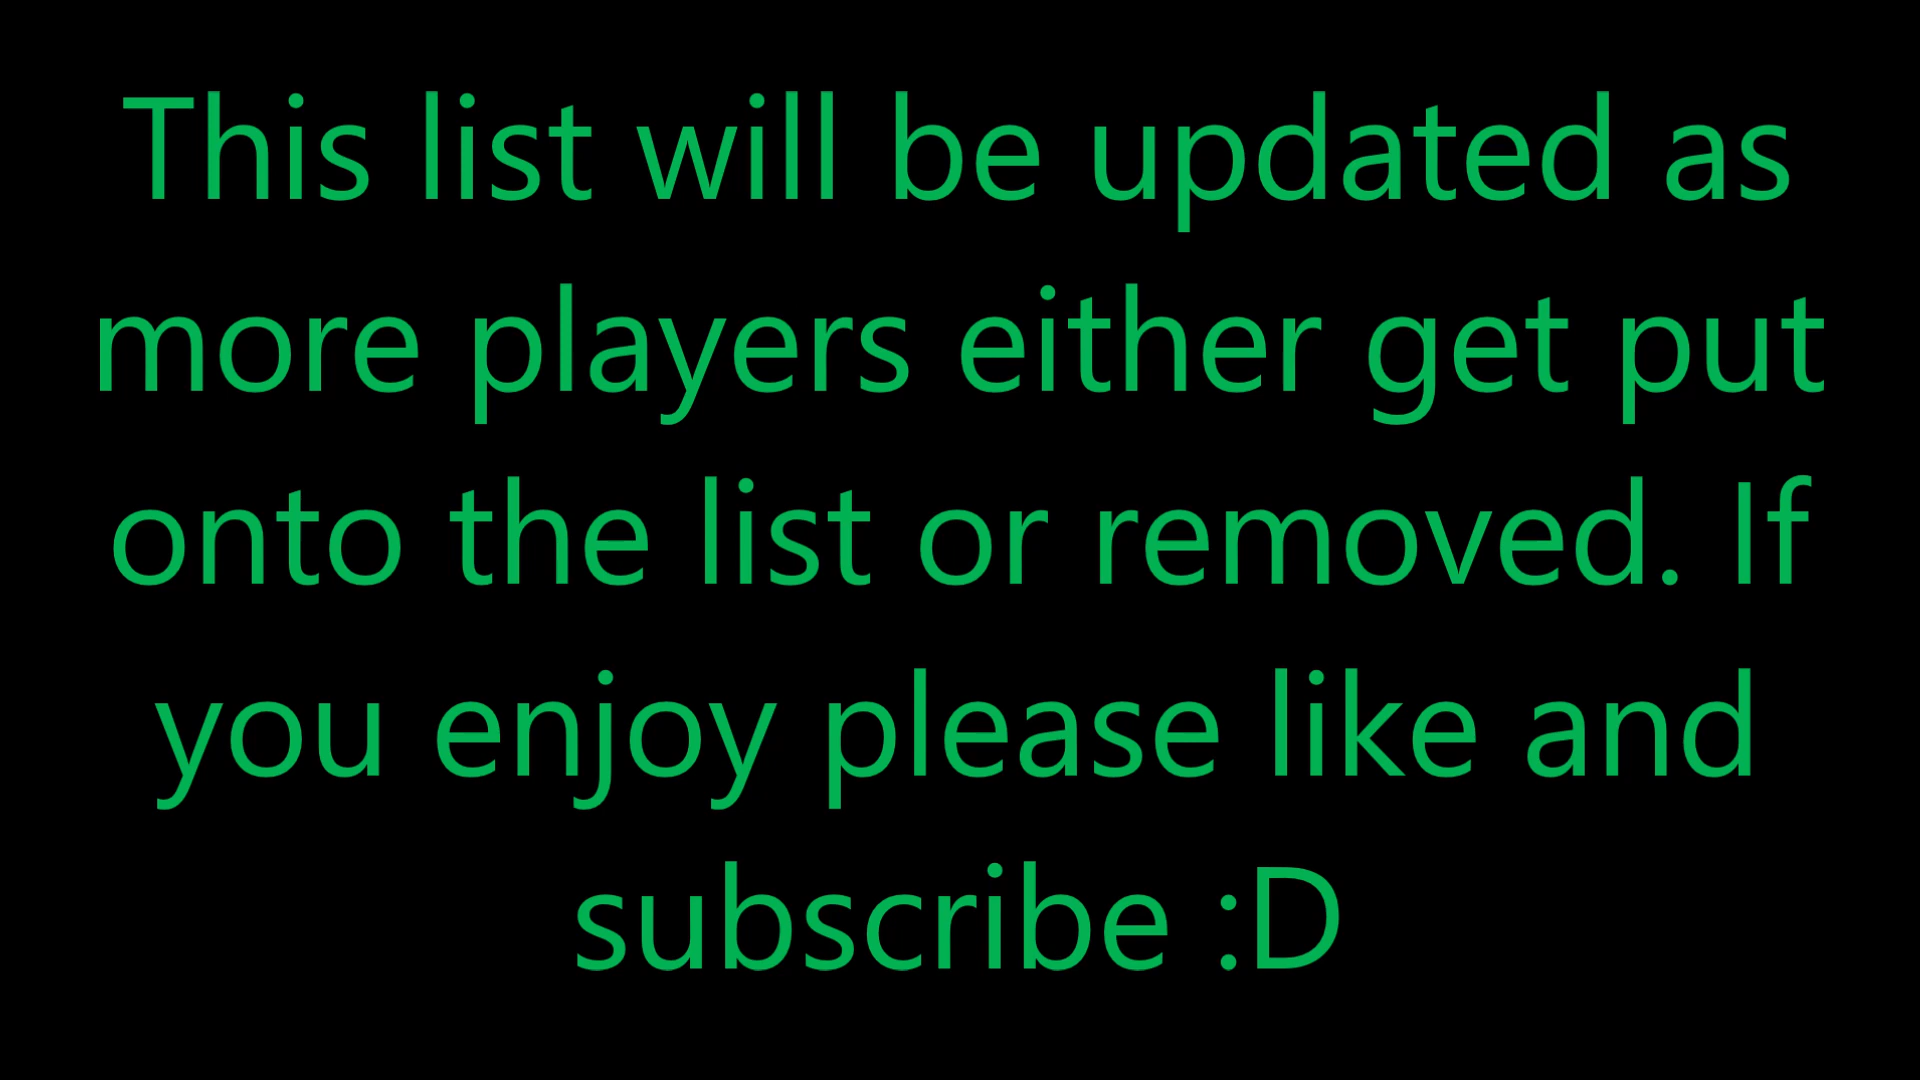 This list will be updated as
more players either get put
onto the list or removed. If
you enjoy please like and
subscribe :D